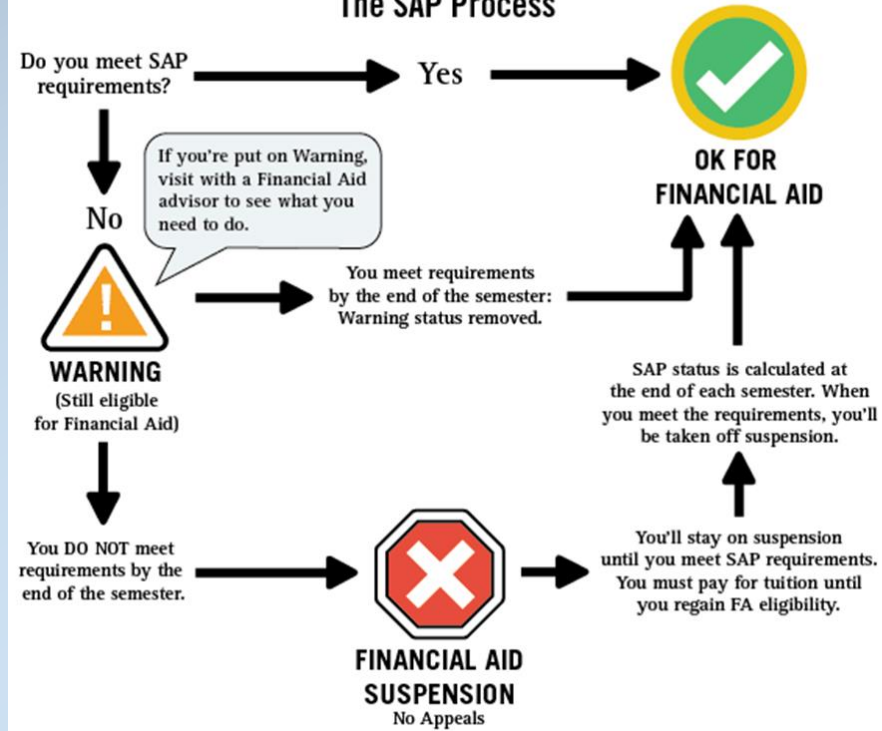 The SAP Process
Do you meet SAP
requirements?
Yes
OK FOR
FINANCIAL AID
No
If you're put on Warning,
visit with a Financial Aid
advisor to see what you
need to do.
!
WARNING
(Still eligible
for Financial Aid)
You meet requirements
by the end of the semester:
Warning status removed.
You DO NOT meet
requirements by the
end of the semester.
FINANCIAL AID
SUSPENSION
No Appeals
You'll stay on suspension
until you meet SAP requirements.
You must pay for tuition until
you regain FA eligibility.
SAP status is calculated at
the end of each semester. When
you meet the requirements, you'll
be taken off suspension.